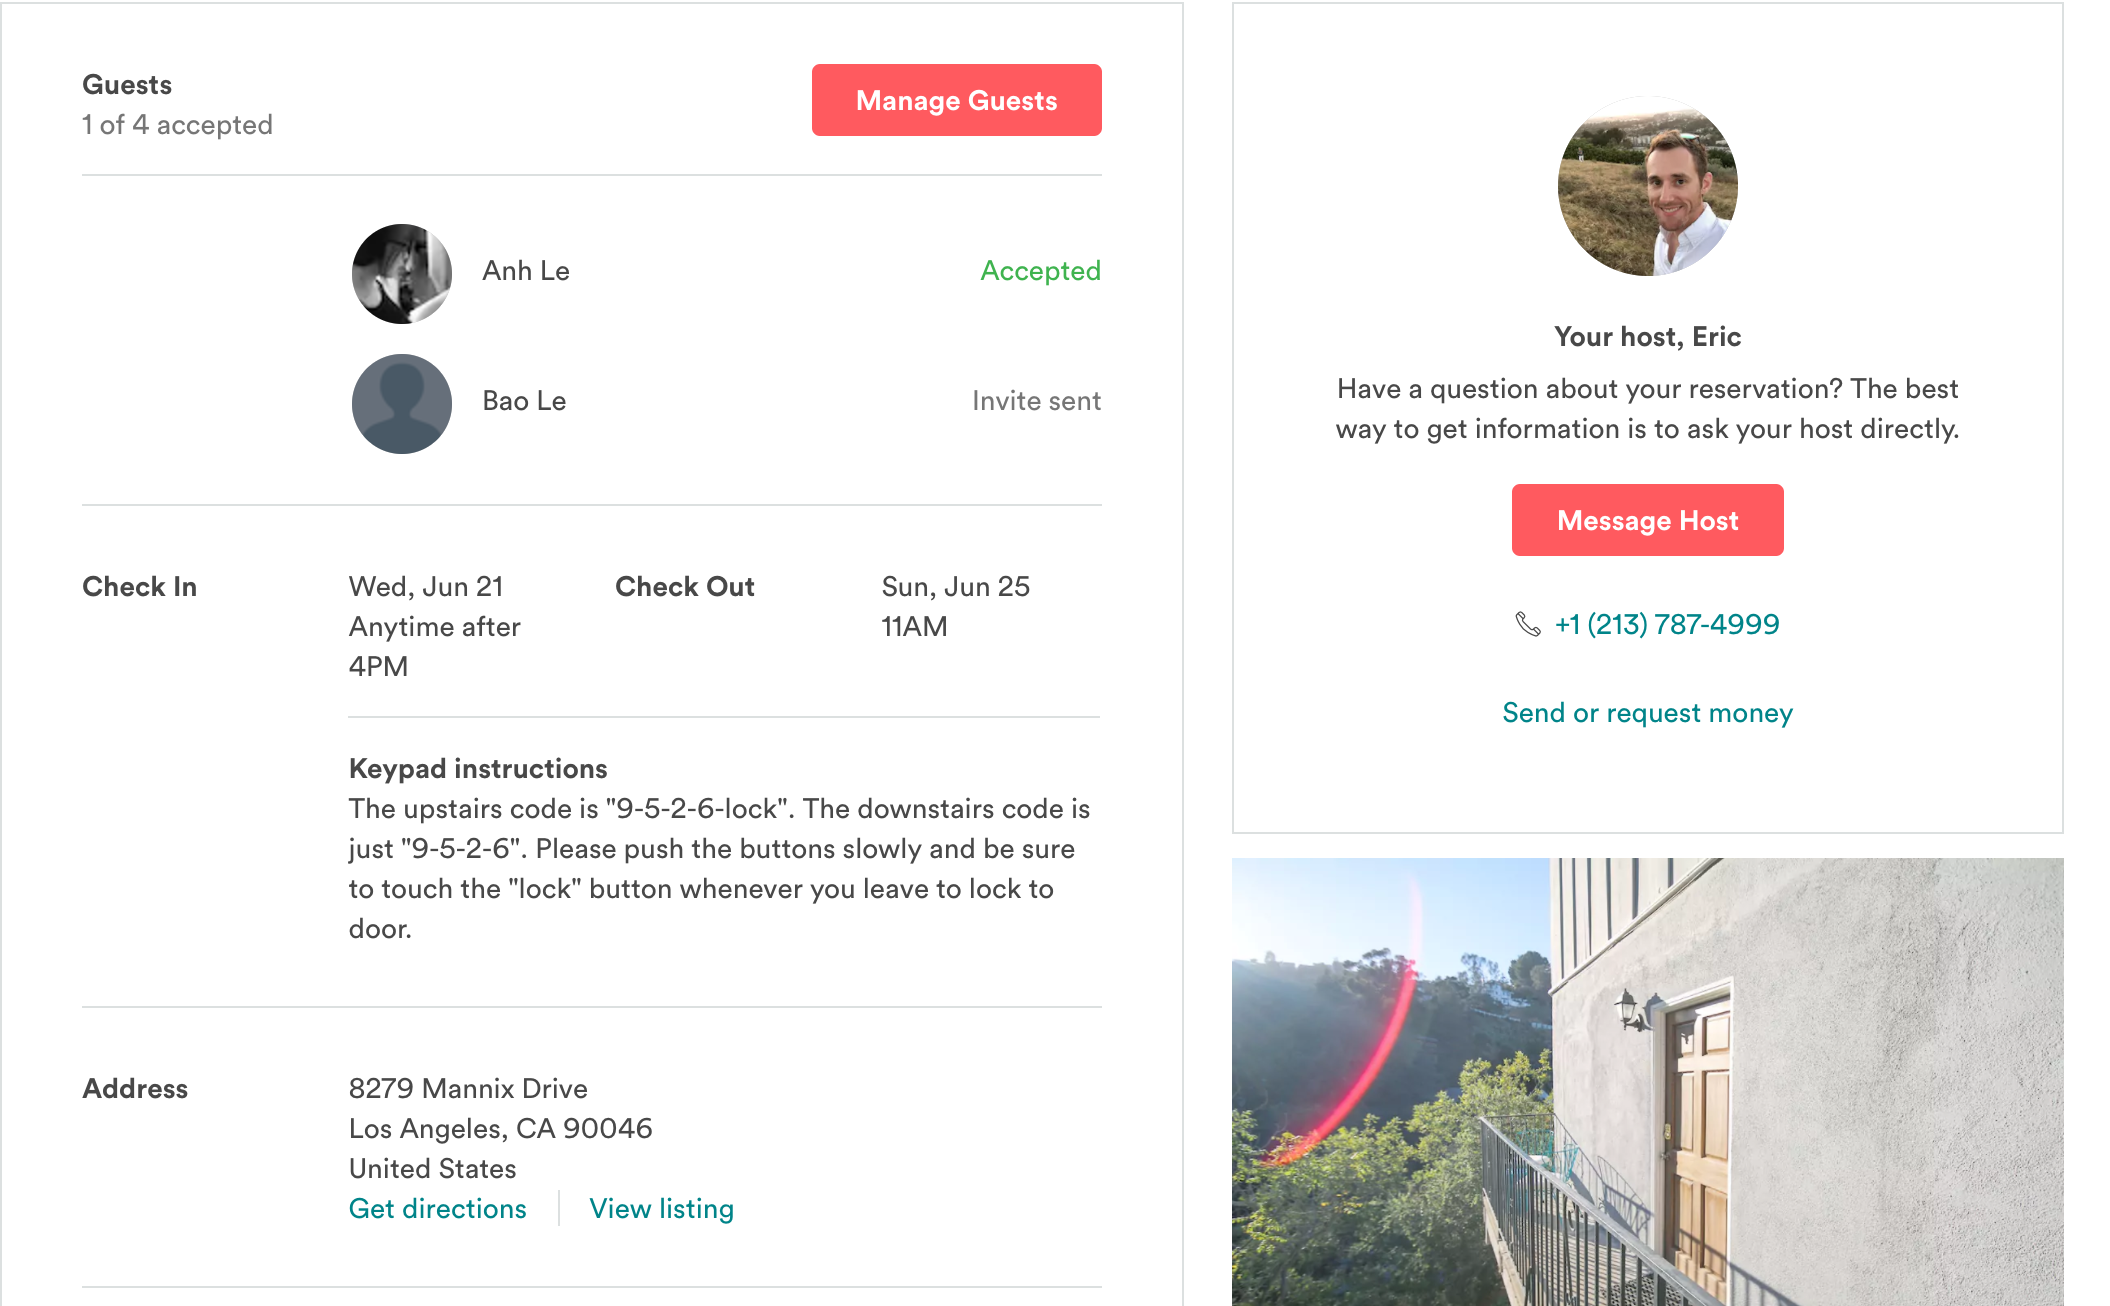 Guests
1 of 4 accepted
Manage Guests
Anh Le
Accepted
Bao Le
Invite sent
Check In
Wed, Jun 21
Anytime after
4PM
Check Out
Sun, Jun 25
11AM
Keypad instructions
The upstairs code is "9-5-2-6-lock". The downstairs code is
just "9-5-2-6". Please push the buttons slowly and be sure
to touch the "lock" button whenever you leave to lock to
door.
Address
8279 Mannix Drive
Los Angeles, CA 90046
United States
Get directions
View listing
Your host, Eric
Have a question about your reservation? The best
way to get information is to ask your host directly.
Message Host
+1 (213) 787-4999
Send or request money